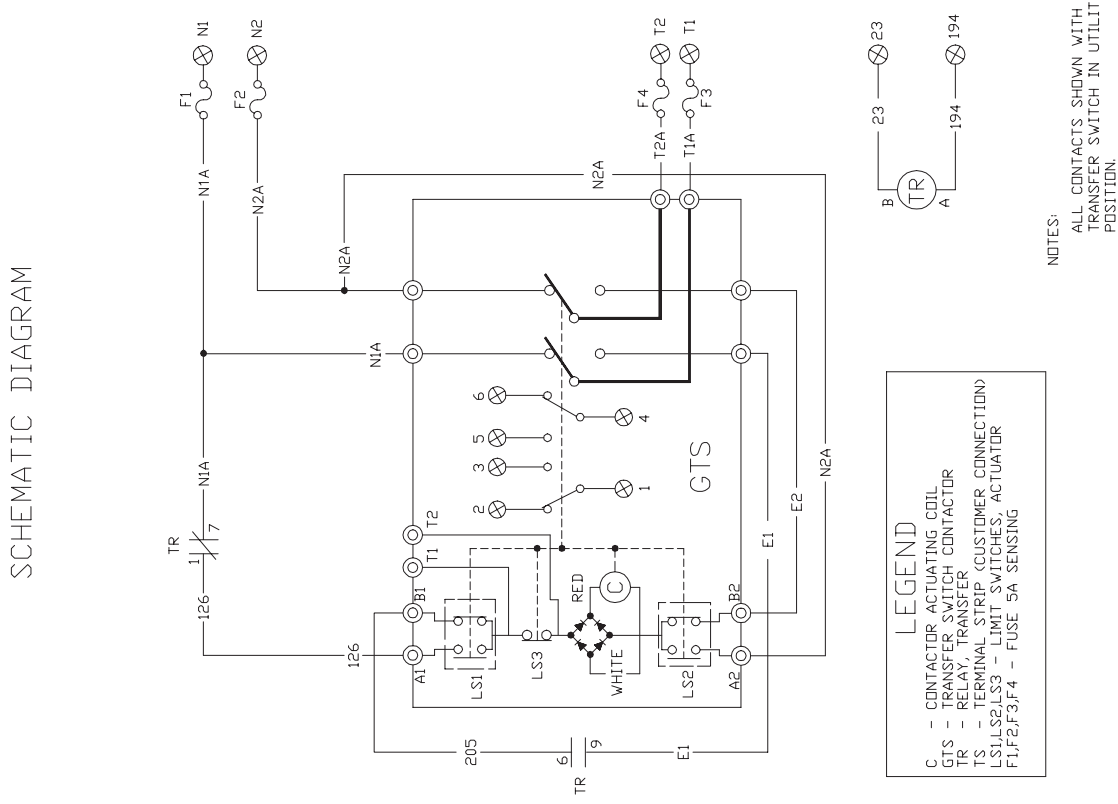 SCHEMATIC DIAGRAM
N1
N2
F1
F2
N1A
N2A
N2A
N2A
T2
T1
F4
F3
T2A
T1A
23
194
23
194
B
A
TR
N1A
N1A
TR
1
7
126
126
T2
T1
B1
A1
2
3
5
6
1
4
GTS
LS1
LS3
RED
C
WHITE
LS2
B2
A2
E1
E2
N2A
205
TR
6
9
E1
NOTES:
ALL CONTACTS SHOWN WITH
TRANSFER SWITCH IN UTILIT
POSITION.
LEGEND
C - CONTACTOR ACTUATING COIL
GTS - TRANSFER SWITCH CONTACTOR
TR - RELAY, TRANSFER
TS - TERMINAL STRIP (CUSTOMER CONNECTION)
LS1,LS2,LS3 - LIMIT SWITCHES, ACTUATOR
F1,F2,F3,F4 - FUSE 5A SENSING